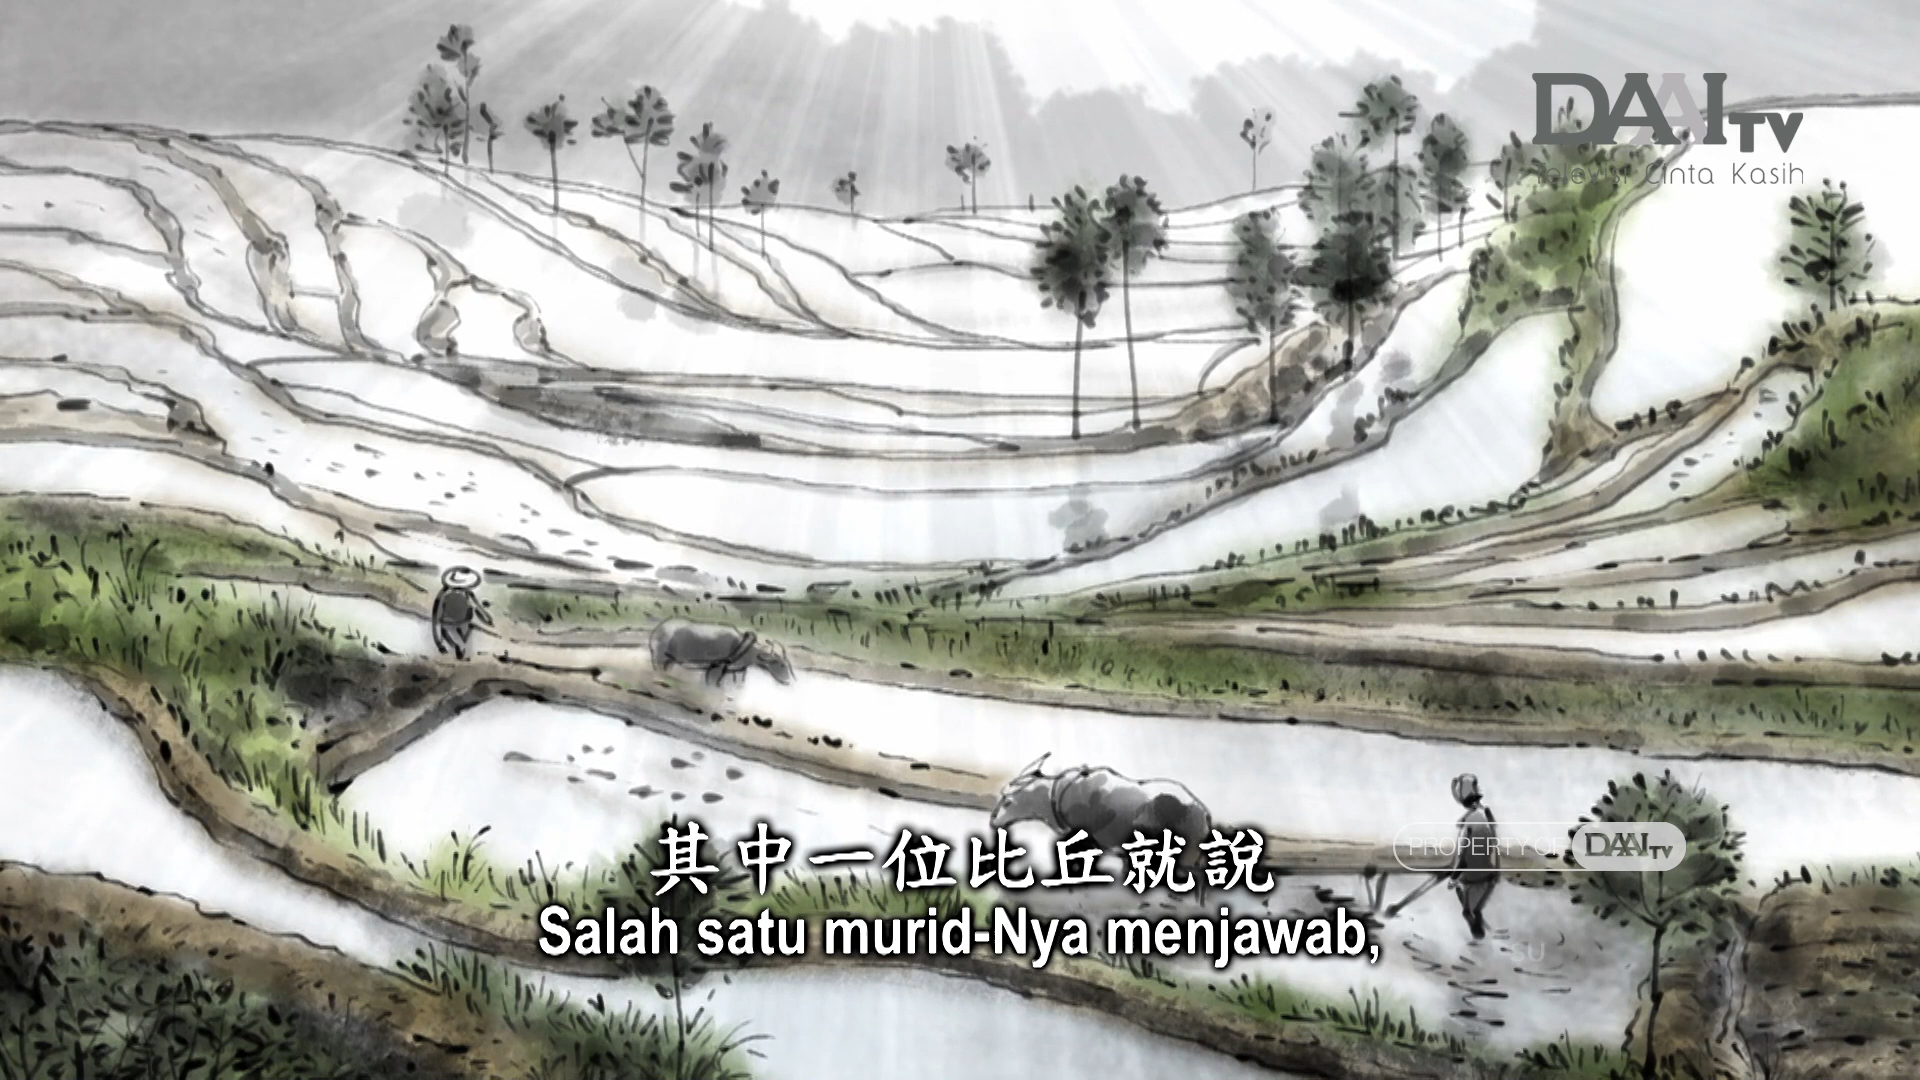 DAAI TV
Televisi Cinta Kasih
其中一位比丘就說
PROPERTY OF DAAI TV
Salah satu murid-Nya menjawab,
SU